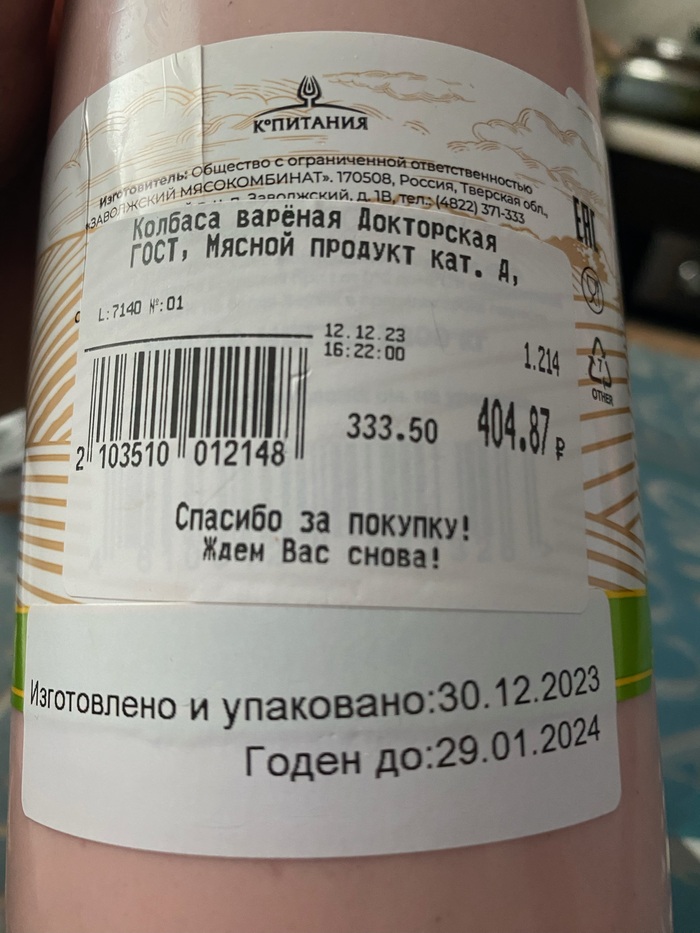 К°ПИТАНИЯ
Изготовитель: Общество с ограниченной ответственностью
«ЗАВОЛЖСКИЙ МЯСОКОМБИНАТ». 170508, Россия, Тверская обл.,
Заволжский, д. 1В, тел.: (4822) 371-333
EAC
Колбаса варёная Докторская
ГОСТ, Мясной продукт кат. А,
L:7140 №:01
12.12.23
16:22:00
1.214
7
OTHER
333.50
404.87 ₽
2 103510 012148
Спасибо за покупку!
Ждем Вас снова!
Изготовлено и упаковано:30.12.2023
Годен до:29.01.2024